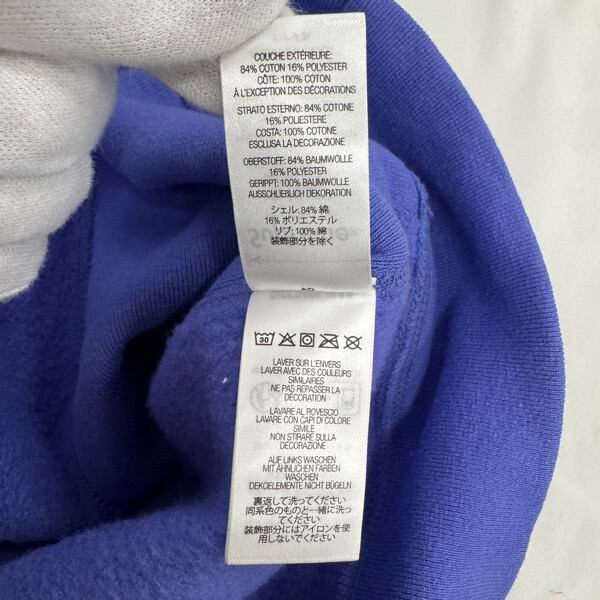 COUCHE EXTÉRIEURE:
84% COTON 16% POLYESTER
CÔTE: 100% COTON
À L'EXCEPTION DES DÉCORATIONS
STRATO ESTERNO: 84% COTONE
16% POLIESTERE
COSTA: 100% COTONE
ESCLUSA LA DECORAZIONE
OBERSTOFF: 84% BAUMWOLLE
16% POLYESTER
GERIPPT: 100% BAUMWOLLE
AUSSCHLIEßLICH DEKORATION
シェル: 84% 綿
16% ポリエステル
リブ: 100% 綿
装飾部分を除く
30
LAVER SUR L'ENVERS
LAVER AVEC DES COULEURS
SIMILAIRES
NE PAS REPASSER LA
DÉCORATION
LAVARE AL ROVESCIO
LAVARE CON CAPI DI COLORE
SIMILE
NON STIRARE SULLA
DECORAZIONE
AUF LINKS WASCHEN
MIT ÄHNLICHEN FARBEN
WASCHEN
DEKOELEMENTE NICHT BÜGELN
裏返して洗ってください
同系色のものと一緒に洗っ
てください
装飾部分にはアイロンを使
用しないでください